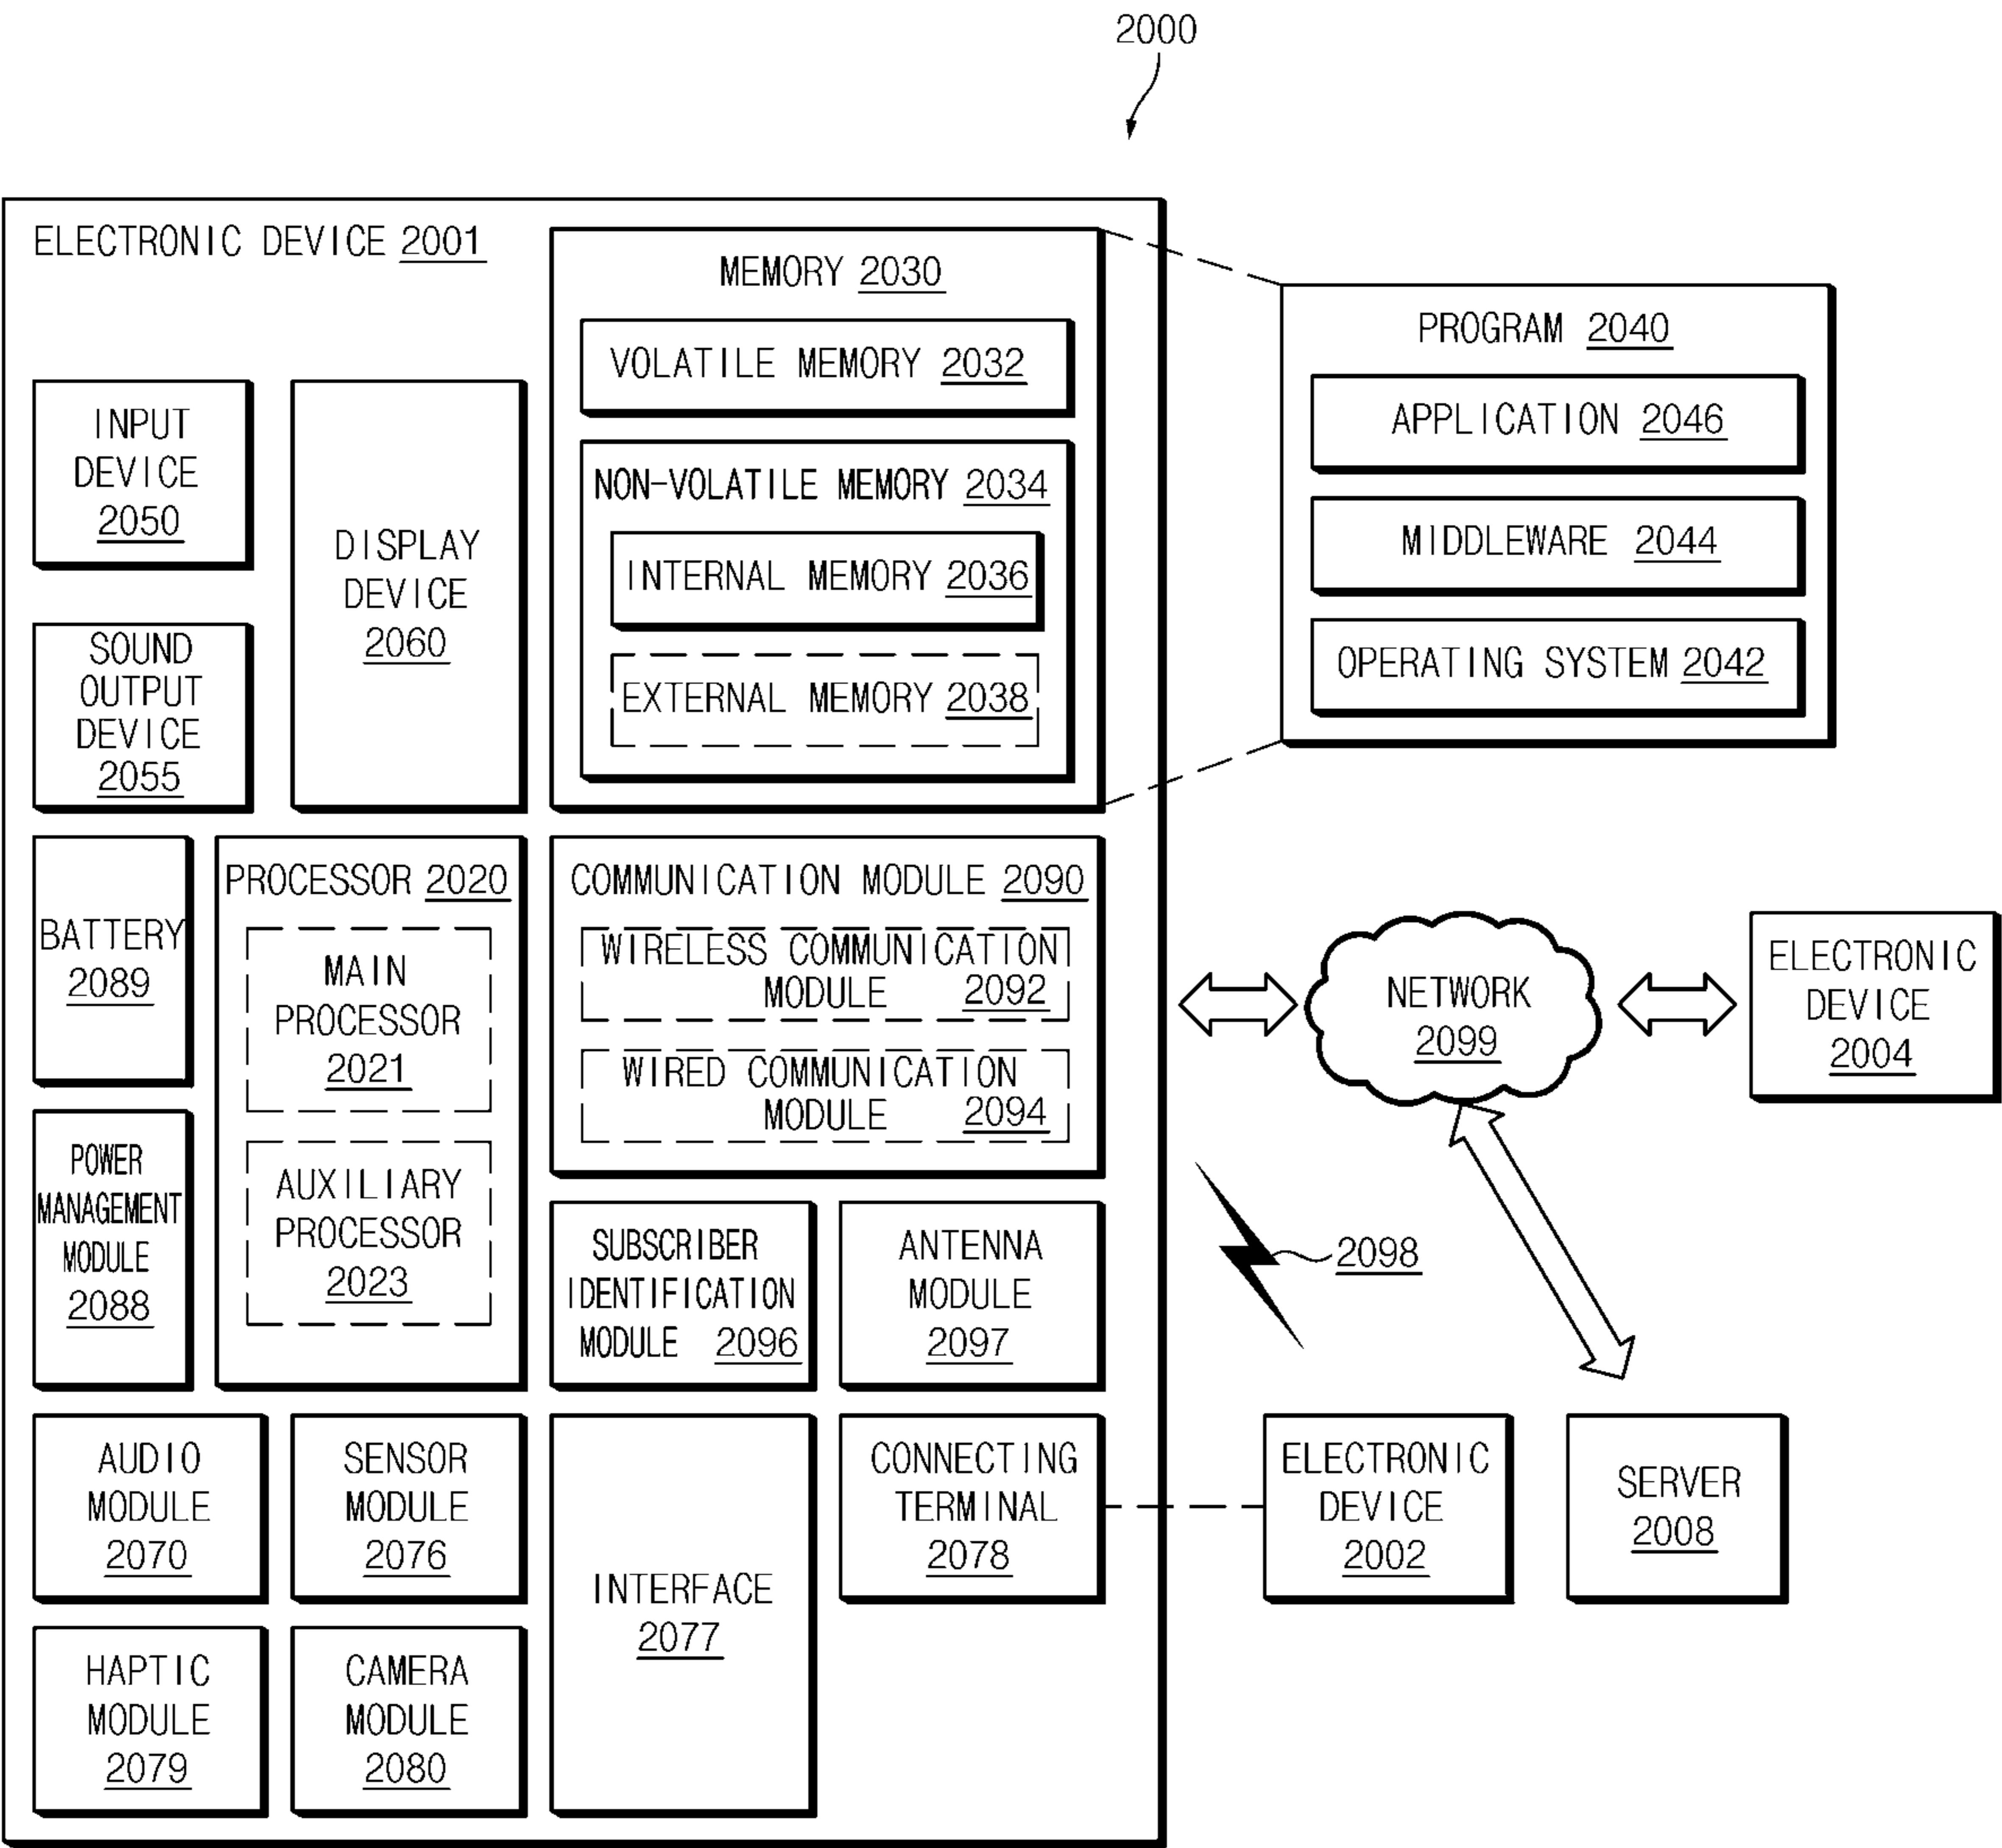 2000
ELECTRONIC DEVICE 2001
MEMORY 2030
VOLATILE MEMORY 2032
NON-VOLATILE MEMORY 2034
INTERNAL MEMORY 2036
EXTERNAL MEMORY 2038
PROGRAM 2040
APPLICATION 2046
MIDDLEWARE 2044
OPERATING SYSTEM 2042
INPUT
DEVICE
2050
DISPLAY
DEVICE
2060
SOUND
OUTPUT
DEVICE
2055
BATTERY
2089
PROCESSOR 2020
MAIN
PROCESSOR
2021
AUXILIARY
PROCESSOR
2023
POWER
MANAGEMENT
MODULE
2088
COMMUNICATION MODULE 2090
WIRELESS COMMUNICATION
MODULE 2092
WIRED COMMUNICATION
MODULE 2094
NETWORK
2099
ELECTRONIC
DEVICE
2004
SUBSCRIBER
IDENTIFICATION
MODULE 2096
ANTENNA
MODULE
2097
2098
AUDIO
MODULE
2070
SENSOR
MODULE
2076
INTERFACE
2077
CONNECTING
TERMINAL
2078
ELECTRONIC
DEVICE
2002
SERVER
2008
HAPTIC
MODULE
2079
CAMERA
MODULE
2080